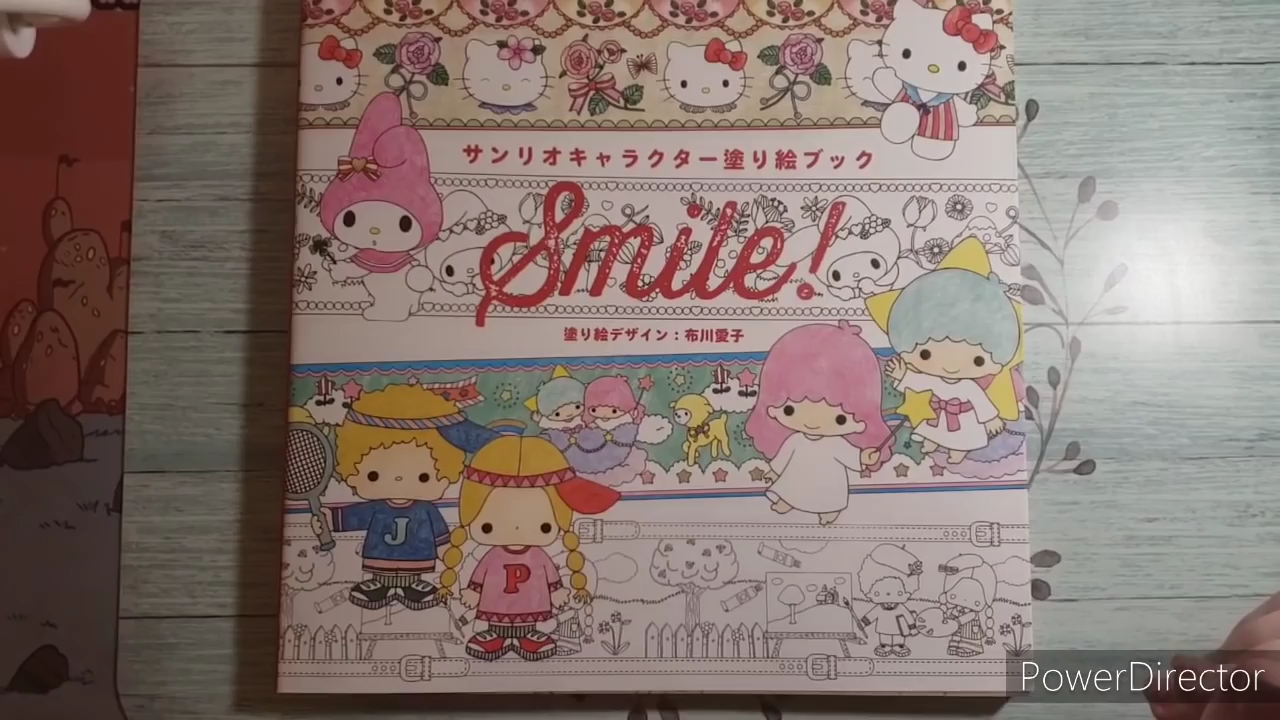 サンリオキャラクター塗り絵ブック
Smile!
塗り絵デザイン：布川愛子
J
P
PowerDirector